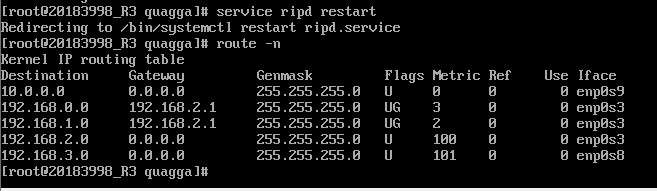 [root@20183998_R3 quagga]# service ripd restart
Redirecting to /bin/systemctl restart ripd.service
[root@20183998_R3 quagga]# route -n
Kernel IP routing table
Destination     Gateway         Genmask         Flags Metric Ref    Use Iface
10.0.0.0        0.0.0.0         255.255.255.0   U     0      0        0 enp0s9
192.168.0.0     192.168.2.1     255.255.255.0   UG    3      0        0 enp0s3
192.168.1.0     192.168.2.1     255.255.255.0   UG    2      0        0 enp0s3
192.168.2.0     0.0.0.0         255.255.255.0   U     100    0        0 enp0s3
192.168.3.0     0.0.0.0         255.255.255.0   U     101    0        0 enp0s8
[root@20183998_R3 quagga]#